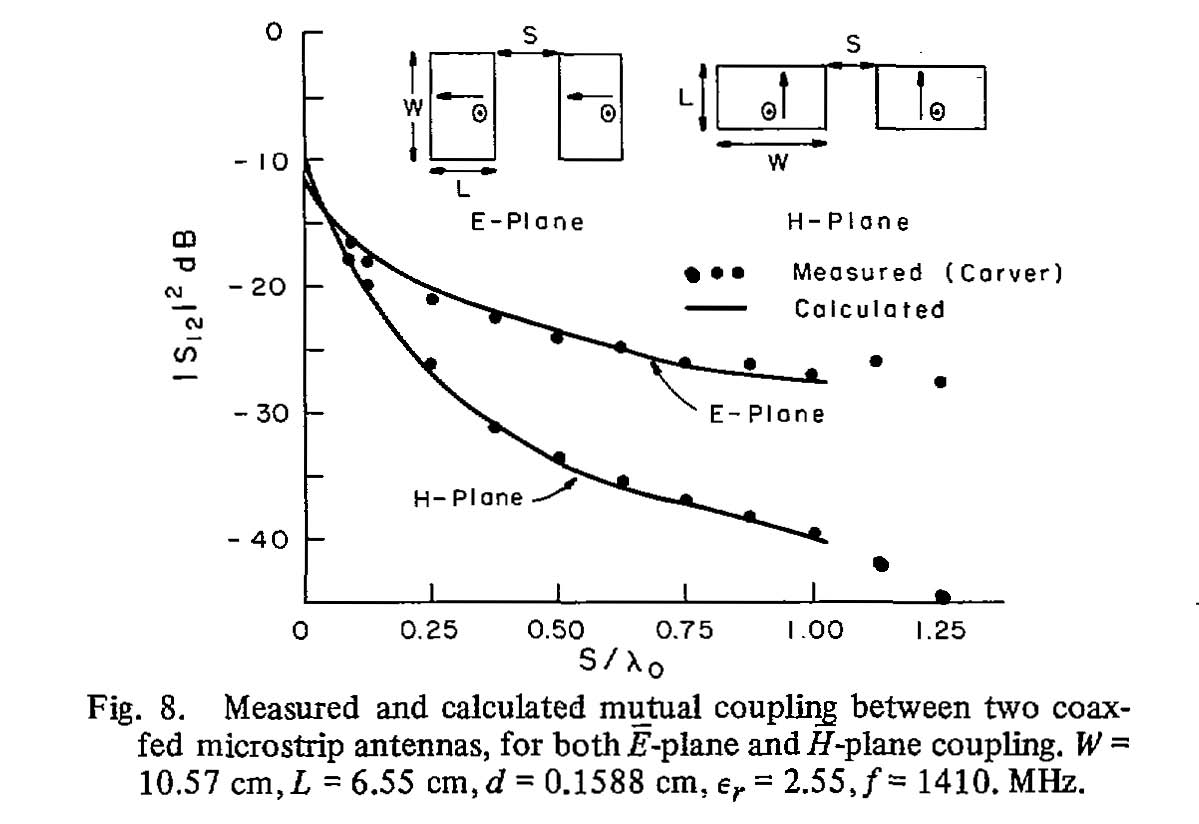 0
-10
-20
-30
-40
|S12|² dB
S
W
L
E-Plane
S
L
W
H-Plane
Measured (Carver)
Calculated
E-Plane
H-Plane
0 0.25 0.50 0.75 1.00 1.25
S/λ0
Fig. 8. Measured and calculated mutual coupling between two coax-
fed microstrip antennas, for both E̅-plane and H̅-plane coupling. W =
10.57 cm, L = 6.55 cm, d = 0.1588 cm, εr = 2.55, f = 1410. MHz.